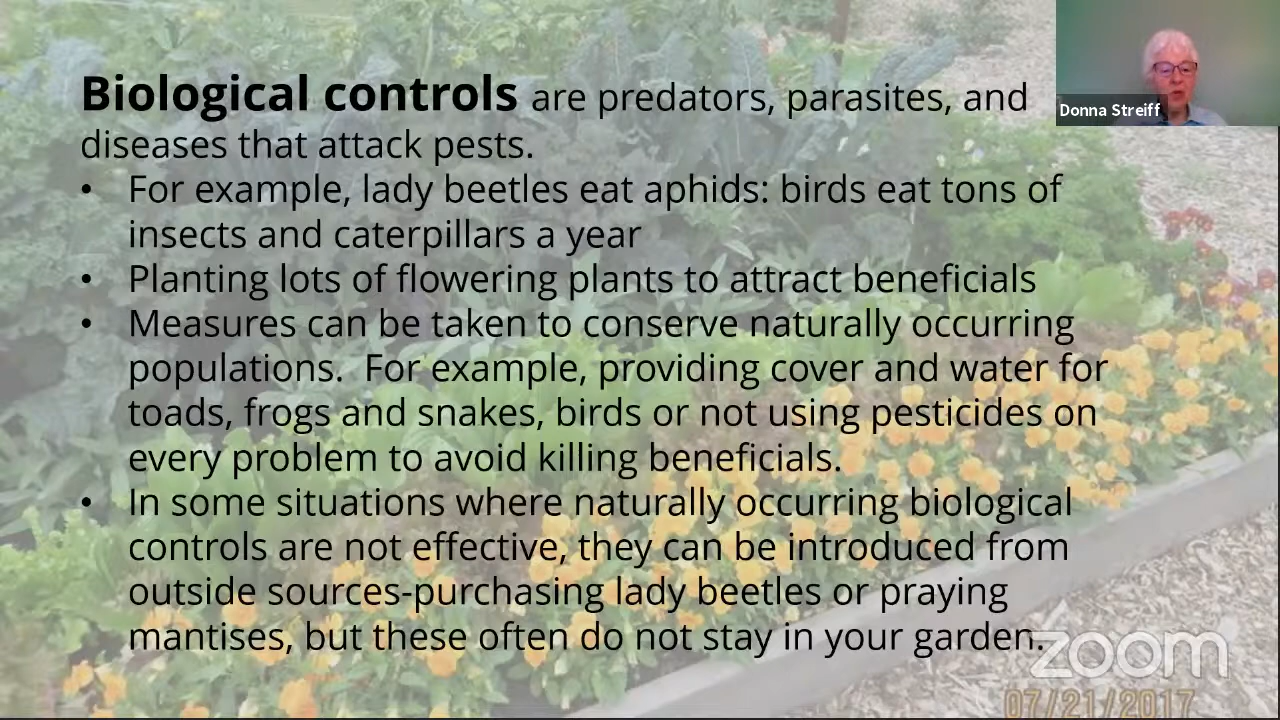 Biological controls are predators, parasites, and
diseases that attack pests.
• For example, lady beetles eat aphids: birds eat tons of
insects and caterpillars a year
• Planting lots of flowering plants to attract beneficials
• Measures can be taken to conserve naturally occurring
populations.  For example, providing cover and water for
toads, frogs and snakes, birds or not using pesticides on
every problem to avoid killing beneficials.
• In some situations where naturally occurring biological
controls are not effective, they can be introduced from
outside sources-purchasing lady beetles or praying
mantises, but these often do not stay in your garden.
Donna Streiff
zoom
07/21/2017